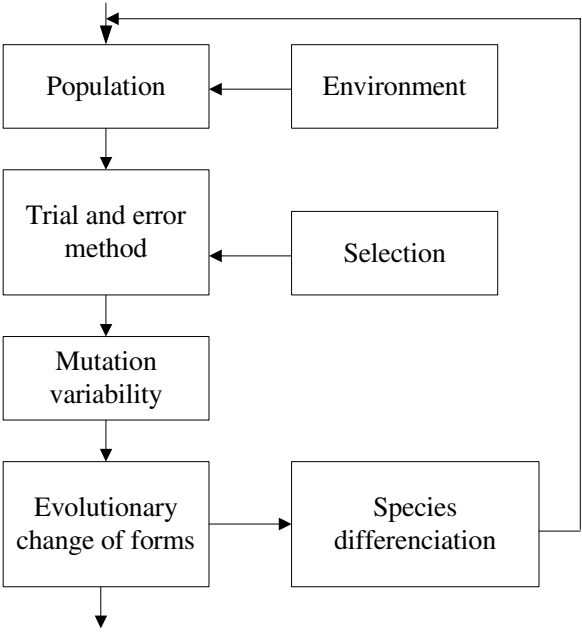 Population
Environment
Trial and error
method
Selection
Mutation
variability
Evolutionary
change of forms
Species
differenciation